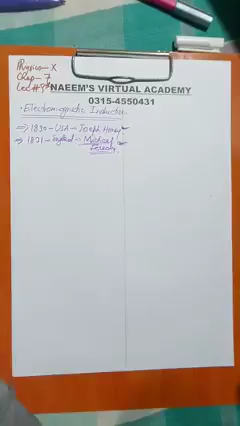 Physics - X
Chap - 7
Lec #
NAEEM'S VIRTUAL ACADEMY
0315-4550431
Electromagnetic Induction
⇒ 1830 - USA - Joseph Henry
⇒ 1831 - England - Michael
Faraday